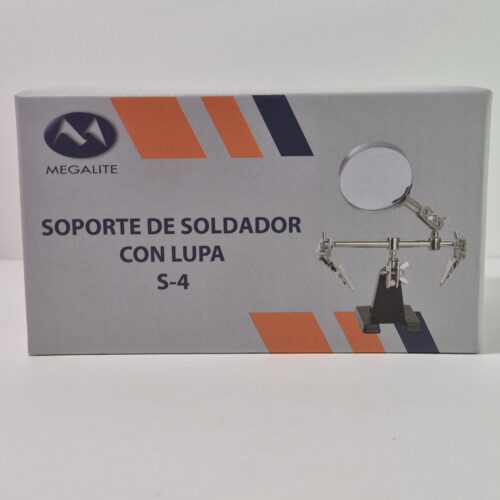 MEGALITE
SOPORTE DE SOLDADOR
CON LUPA
S-4